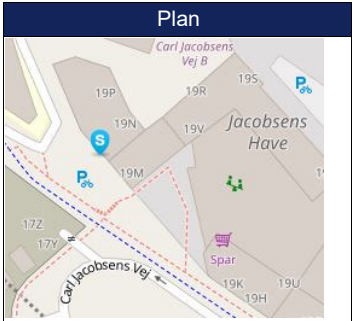 Plan
Carl Jacobsens
Vej B
19S
19P
19R
P
19N
19V
Jacobsens
Have
S
19M
P
17Z
17Y
Spar
Carl Jacobsens Vej
19K
19U
19H